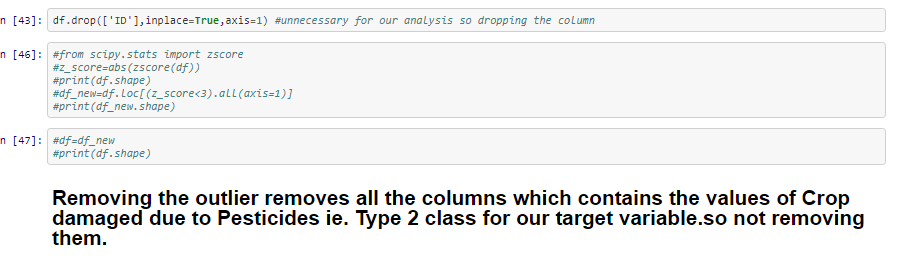 n [43]: df.drop(['ID'],inplace=True,axis=1) #unnecessary for our analysis so dropping the column
n [46]: #from scipy.stats import zscore
#z_score=abs(zscore(df))
#print(df.shape)
#df_new=df.loc[(z_score<3).all(axis=1)]
#print(df_new.shape)
n [47]: #df=df_new
#print(df.shape)
Removing the outlier removes all the columns which contains the values of Crop
damaged due to Pesticides ie. Type 2 class for our target variable.so not removing
them.